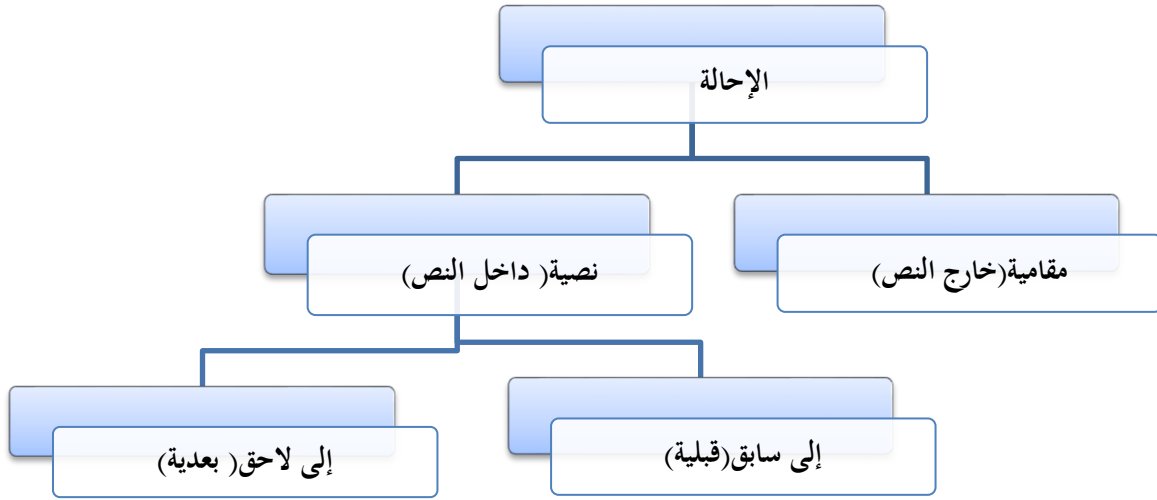 الإحالة
مقامية(خارج النص)
نصية( داخل النص)
إلى سابق(قبلية)
إلى لاحق( بعدية)